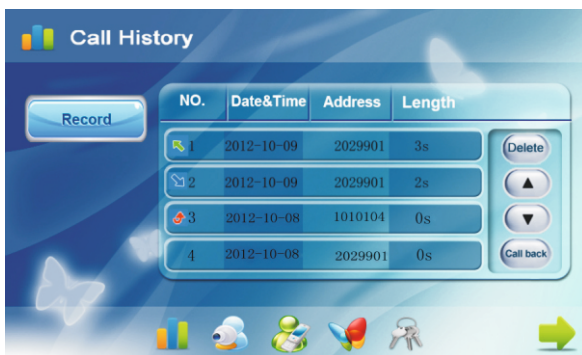 Call History
Record
NO. Date&Time Address Length
1 2012-10-09 2029901 3s
2 2012-10-09 2029901 2s
3 2012-10-08 1010104 0s
4 2012-10-08 2029901 0s
Delete
▲
▼
Call back